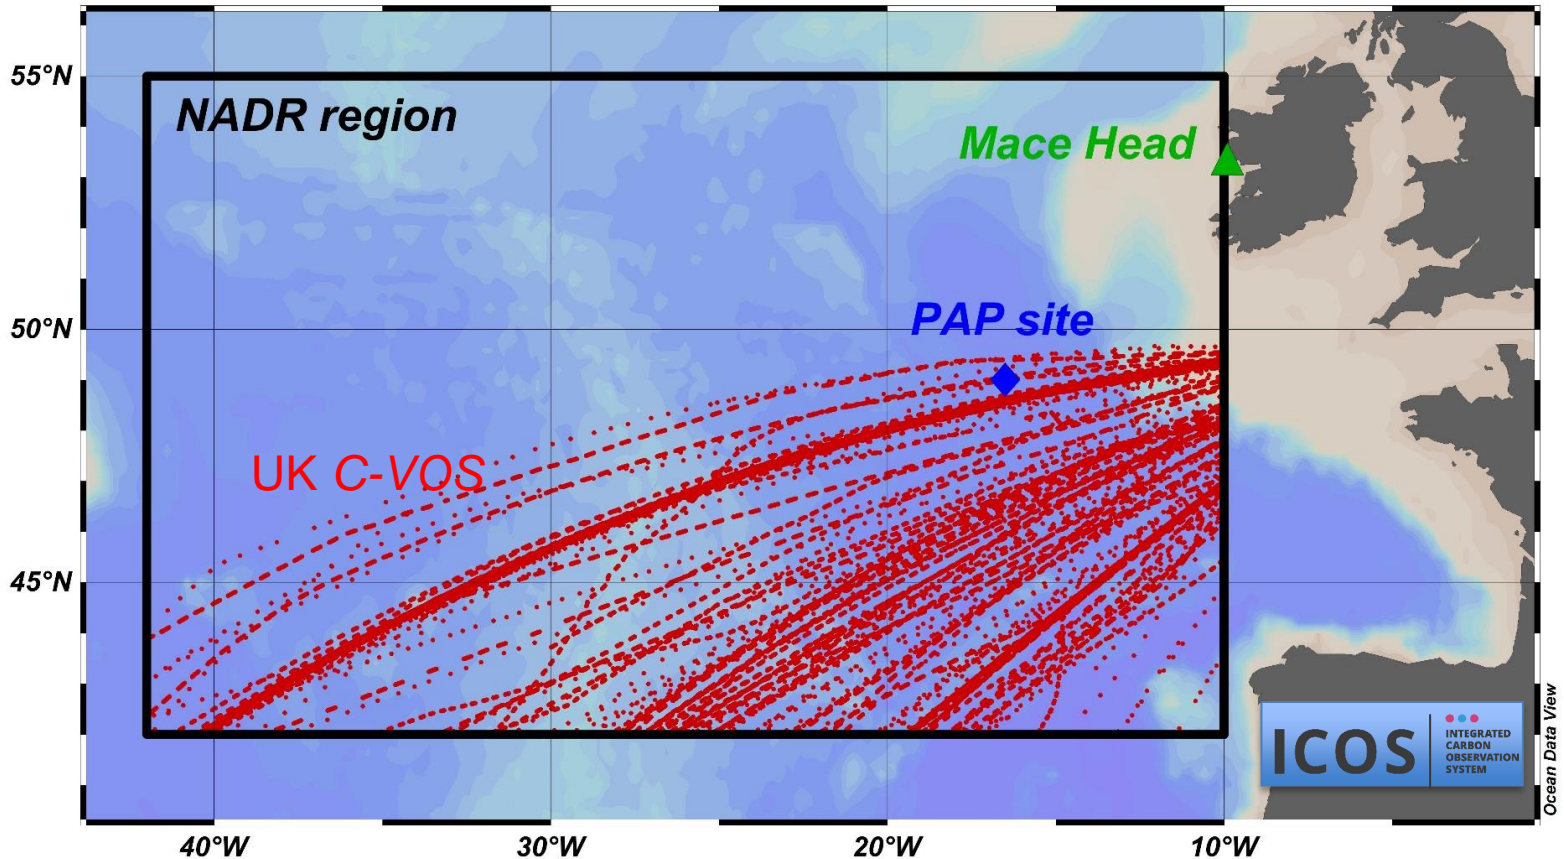 55°N
NADR region
Mace Head
50°N
PAP site
UK C-VOS
45°N
ICOS
INTEGRATED
CARBON
OBSERVATION
SYSTEM
Ocean Data View
40°W
30°W
20°W
10°W